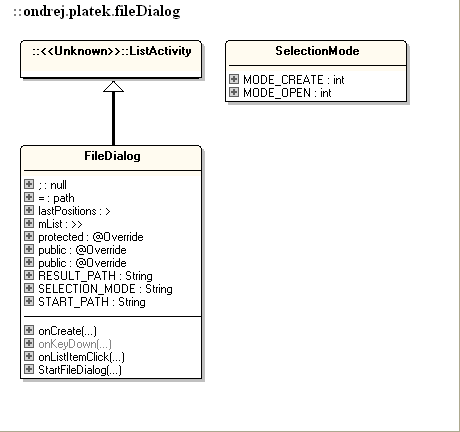 ::ondrej.platek.fileDialog
::<<Unknown>>::ListActivity
SelectionMode
MODE_CREATE : int
MODE_OPEN : int
FileDialog
; : null
= : path
lastPositions : >
mList : >>
protected : @Override
public : @Override
public : @Override
RESULT_PATH : String
SELECTION_MODE : String
START_PATH : String
onCreate(...)
onKeyDown(...)
onListItemClick(...)
StartFileDialog(...)